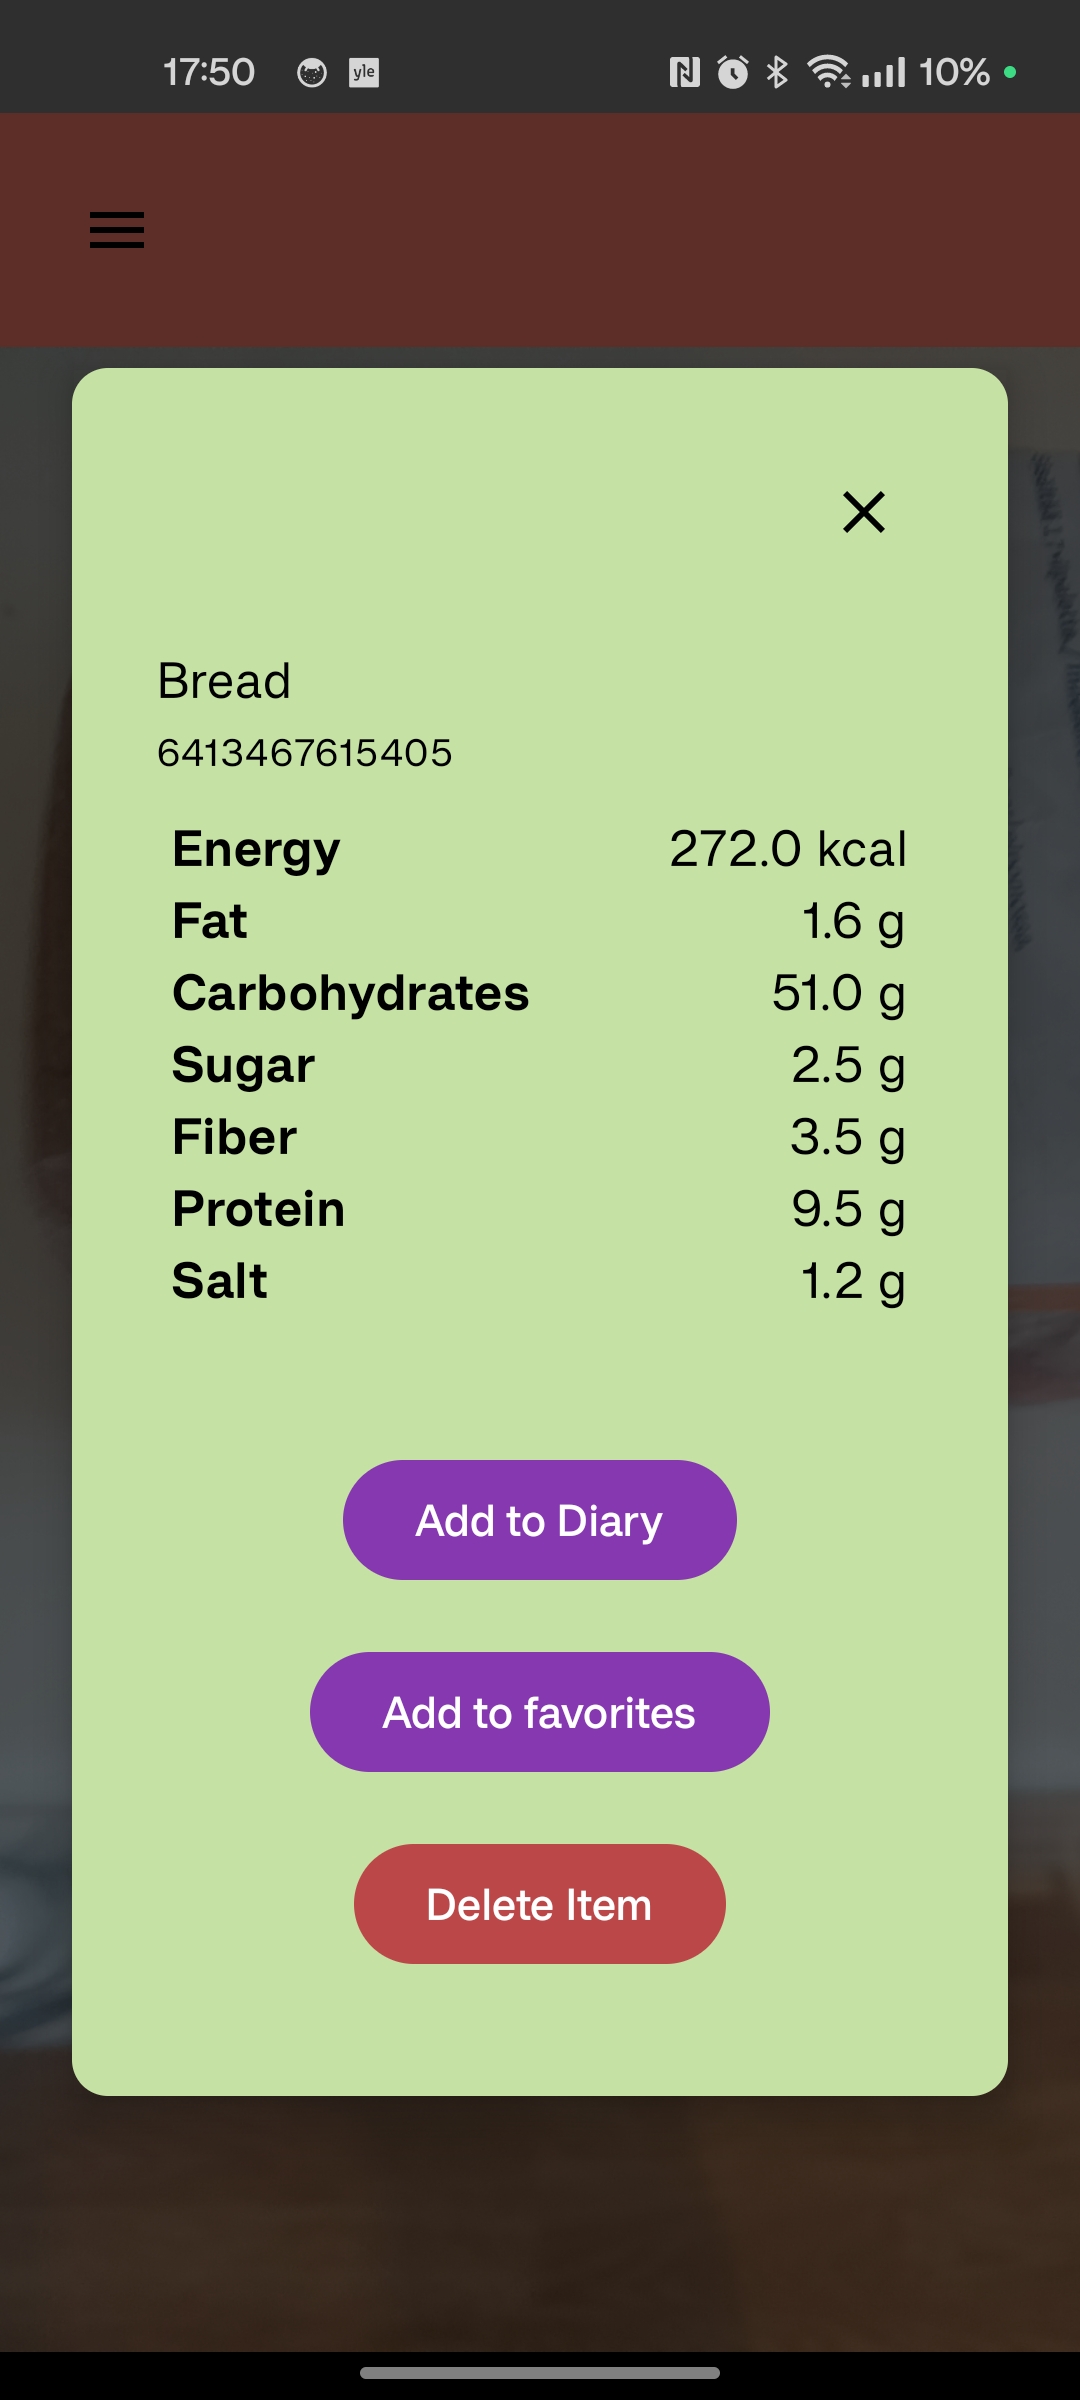 17:50 yle 10%
Bread
6413467615405
Energy 272.0 kcal
Fat 1.6 g
Carbohydrates 51.0 g
Sugar 2.5 g
Fiber 3.5 g
Protein 9.5 g
Salt 1.2 g
Add to Diary
Add to favorites
Delete Item